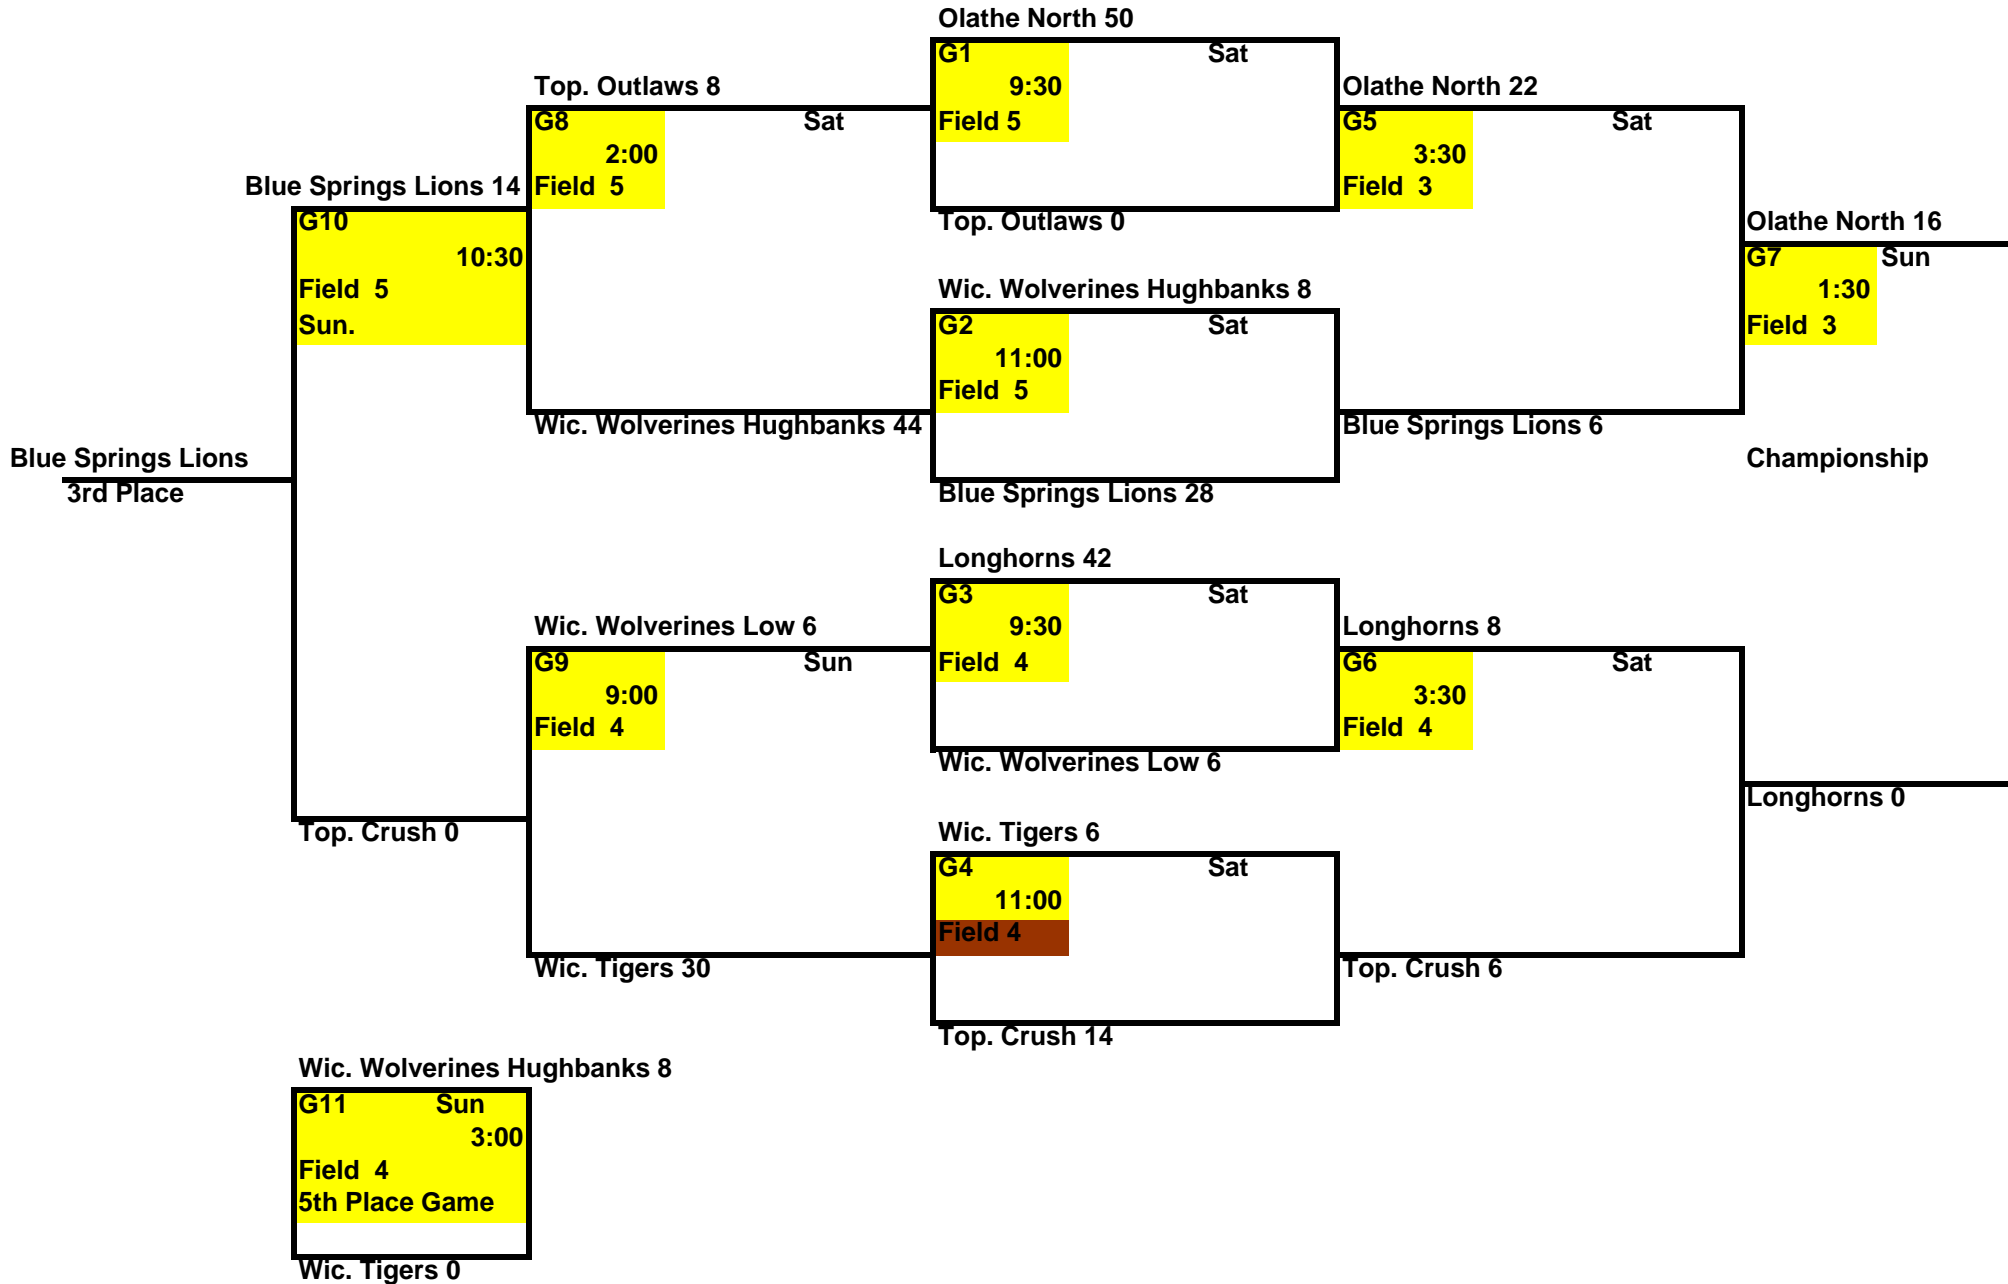 Olathe North 50
G1 Sat
9:30
Field 5
Top. Outlaws 0
Top. Outlaws 8
G8 Sat
2:00
Field 5
Wic. Wolverines Hughbanks 44
Olathe North 22
G5 Sat
3:30
Field 3
Blue Springs Lions 6
Blue Springs Lions 14
G10
10:30
Field 5
Sun.
Top. Crush 0
Olathe North 16
G7 Sun
1:30
Field 3
Championship
Longhorns 0
Wic. Wolverines Hughbanks 8
G2 Sat
11:00
Field 5
Blue Springs Lions 28
Blue Springs Lions
3rd Place
Longhorns 42
G3 Sat
9:30
Field 4
Wic. Wolverines Low 6
Wic. Wolverines Low 6
G9 Sun
9:00
Field 4
Wic. Tigers 30
Longhorns 8
G6 Sat
3:30
Field 4
Top. Crush 6
Wic. Tigers 6
G4 Sat
11:00
Field 4
Top. Crush 14
Wic. Wolverines Hughbanks 8
G11 Sun
3:00
Field 4
5th Place Game
Wic. Tigers 0